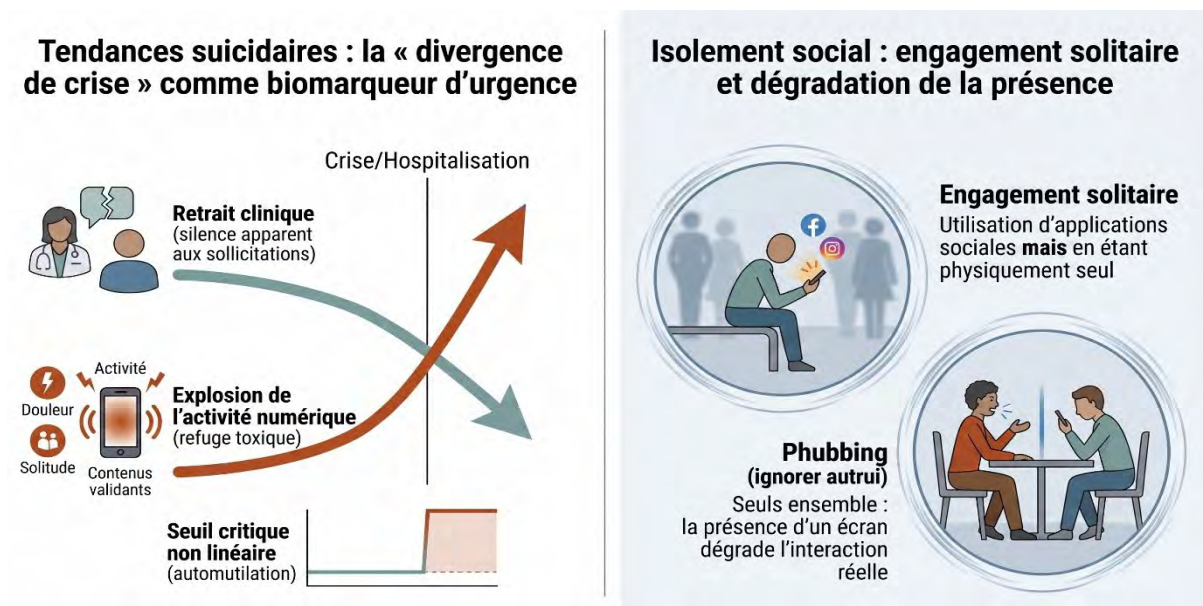 Tendances suicidaires : la « divergence
de crise » comme biomarqueur d'urgence
Crise/Hospitalisation
Retrait clinique
(silence apparent
aux sollicitations)
Activité
Douleur
Solitude
Contenus
validants
Explosion de
l'activité numérique
(refuge toxique)
Seuil critique
non linéaire
(automutilation)
Isolement social : engagement solitaire
et dégradation de la présence
Engagement solitaire
Utilisation d'applications
sociales mais en étant
physiquement seul
Phubbing
(ignorer autrui)
Seuls ensemble :
la présence d'un écran
dégrade l'interaction
réelle